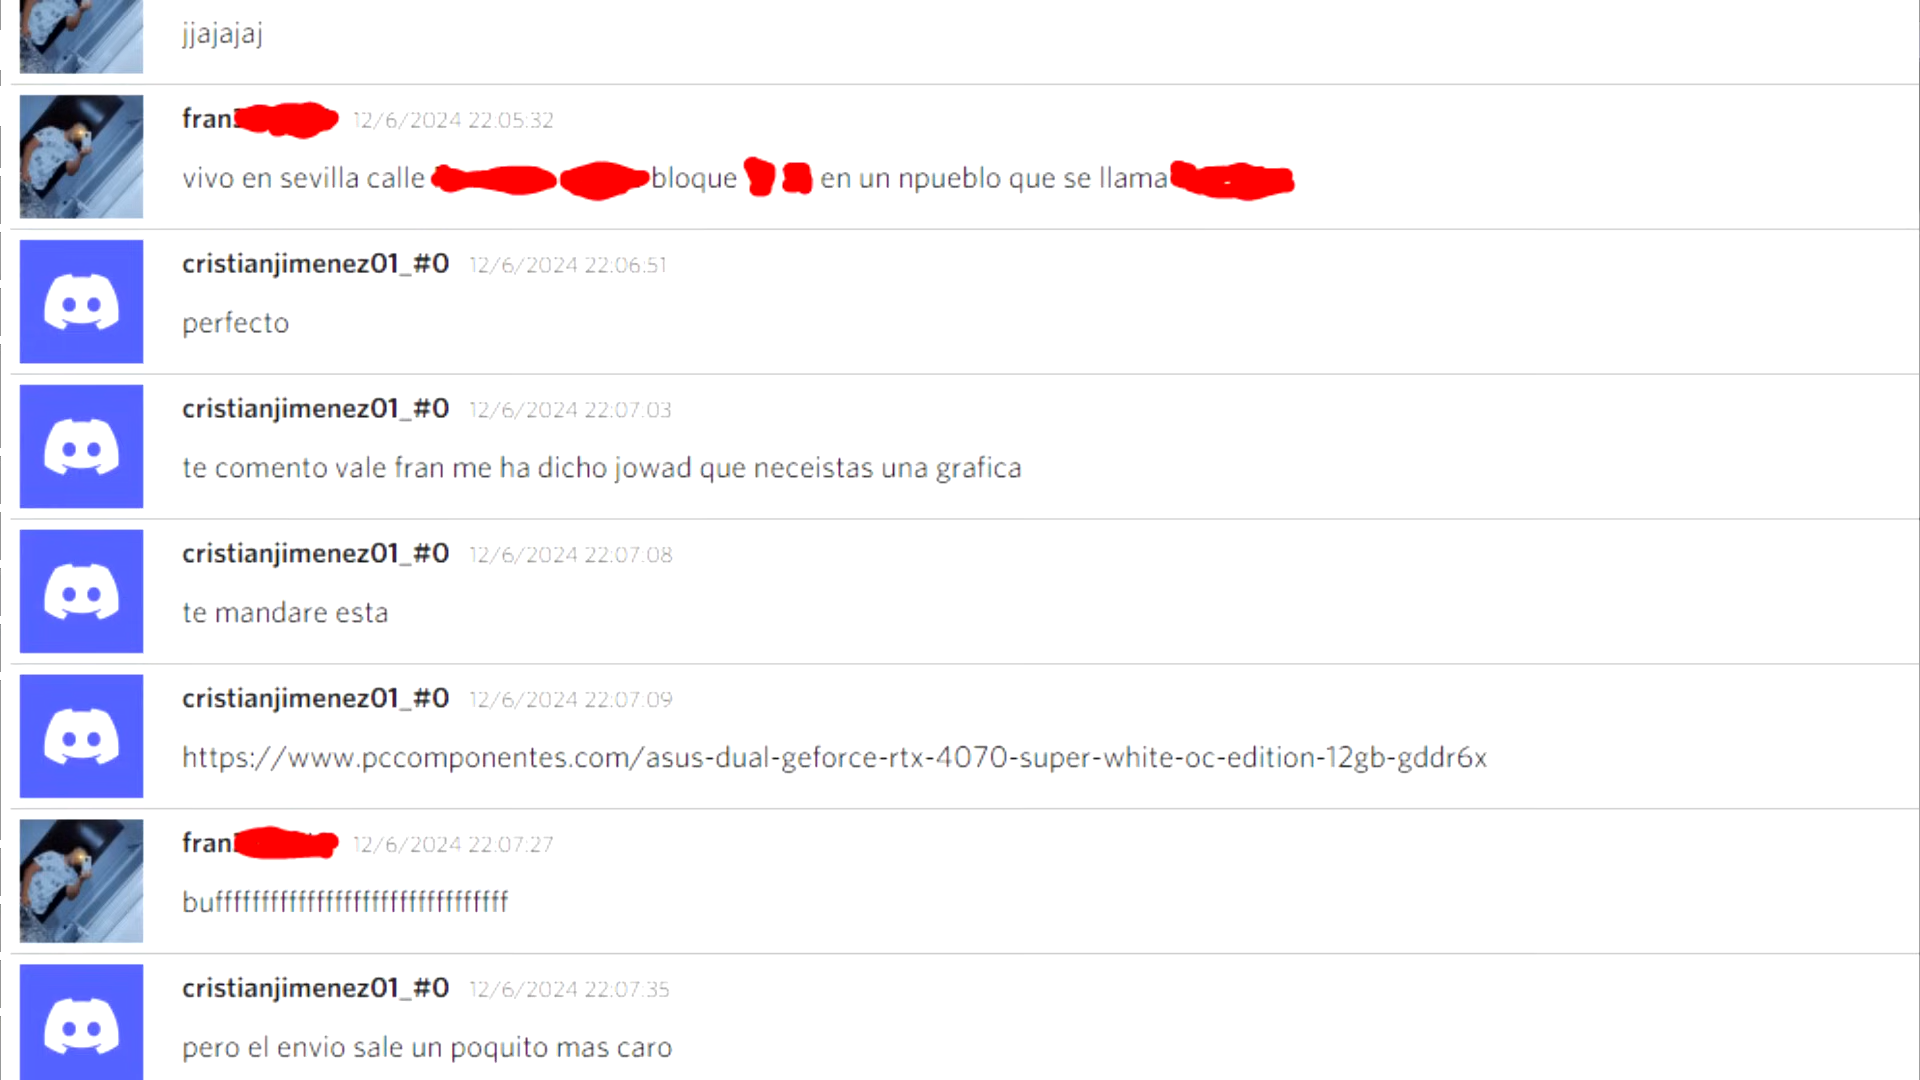 jjajajaj
fran 12/6/2024 22:05:32
vivo en sevilla calle bloque en un npueblo que se llama
cristianjimenez01_#0 12/6/2024 22:06:51
perfecto
cristianjimenez01_#0 12/6/2024 22:07:03
te comento vale fran me ha dicho jowad que neceistas una grafica
cristianjimenez01_#0 12/6/2024 22:07:08
te mandare esta
cristianjimenez01_#0 12/6/2024 22:07:09
https://www.pccomponentes.com/asus-dual-geforce-rtx-4070-super-white-oc-edition-12gb-gddr6x
fran 12/6/2024 22:07:27
buffffffffffffffffffffffffffffffff
cristianjimenez01_#0 12/6/2024 22:07:35
pero el envio sale un poquito mas caro